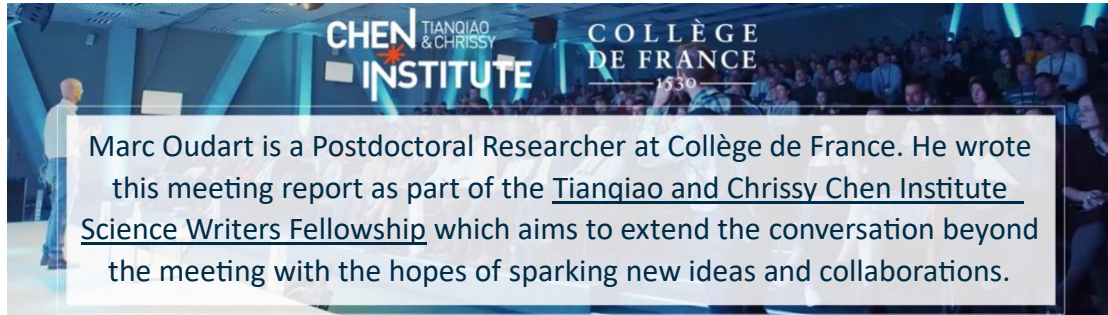 CHEN TIANQIAO & CHRISSY INSTITUTE
COLLÈGE
DE FRANCE
1530
Marc Oudart is a Postdoctoral Researcher at Collège de France. He wrote
this meeting report as part of the Tianqiao and Chrissy Chen Institute
Science Writers Fellowship which aims to extend the conversation beyond
the meeting with the hopes of sparking new ideas and collaborations.